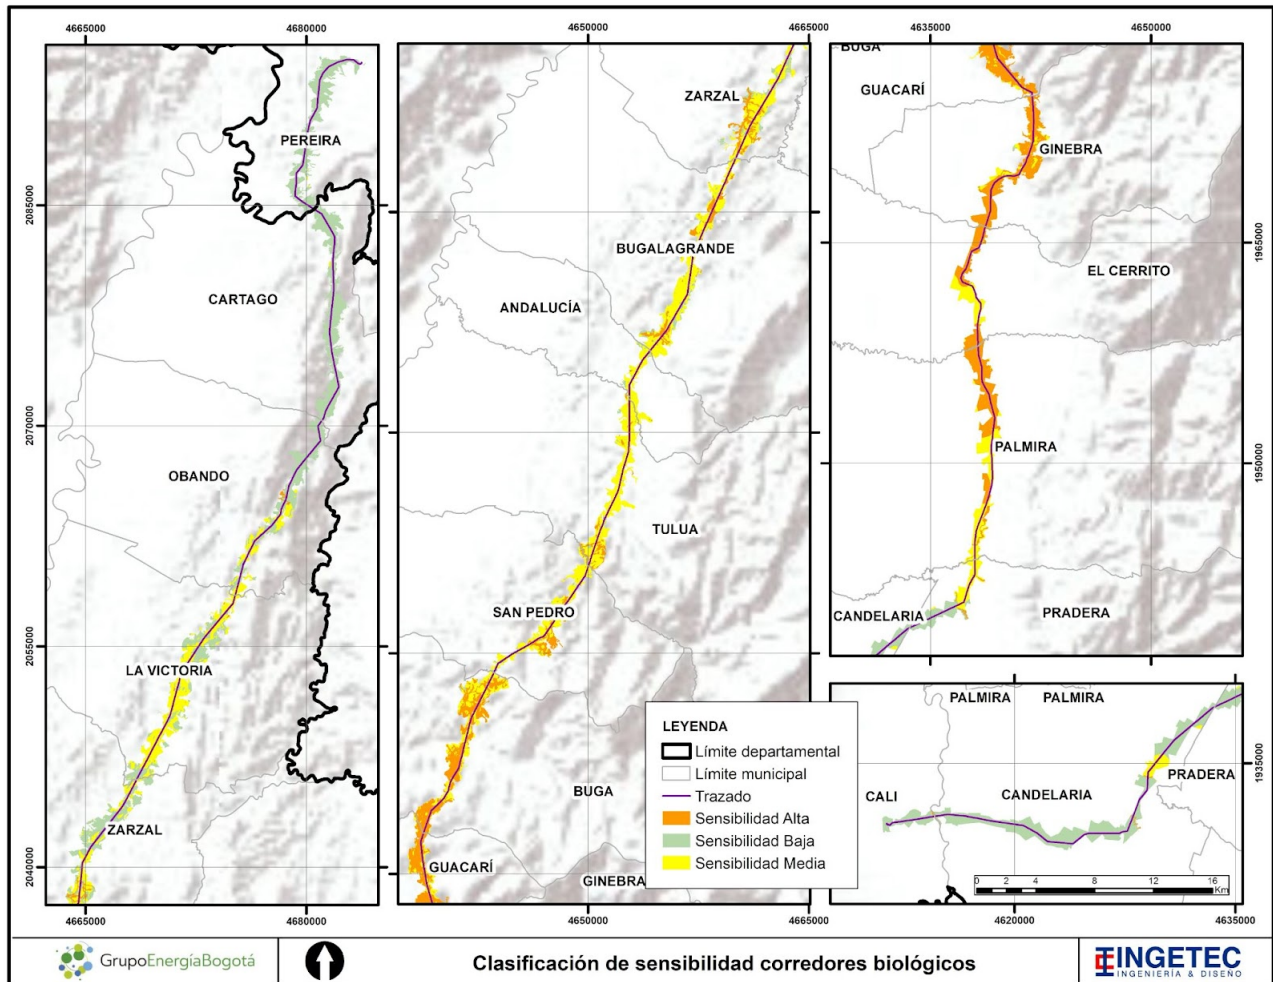 4665000
4680000
4650000
4665000
4635000
4650000
2085000
2070000
2055000
2040000
PEREIRA
CARTAGO
OBANDO
LA VICTORIA
ZARZAL
4665000
4680000
ZARZAL
BUGALAGRANDE
ANDALUCÍA
TULUA
SAN PEDRO
BUGA
GUACARÍ
GINEBRA
4650000
4665000
BUGA
GUACARÍ
GINEBRA
EL CERRITO
PALMIRA
CANDELARIA
PRADERA
1965000
1950000
PALMIRA
PALMIRA
PRADERA
CALI
CANDELARIA
1935000
0 2 4 8 12 16
Km
4620000
4635000
LEYENDA
Límite departamental
Límite municipal
Trazado
Sensibilidad Alta
Sensibilidad Baja
Sensibilidad Media
GrupoEnergíaBogotá
Clasificación de sensibilidad corredores biológicos
INGETEC
INGENIERÍA & DISEÑO